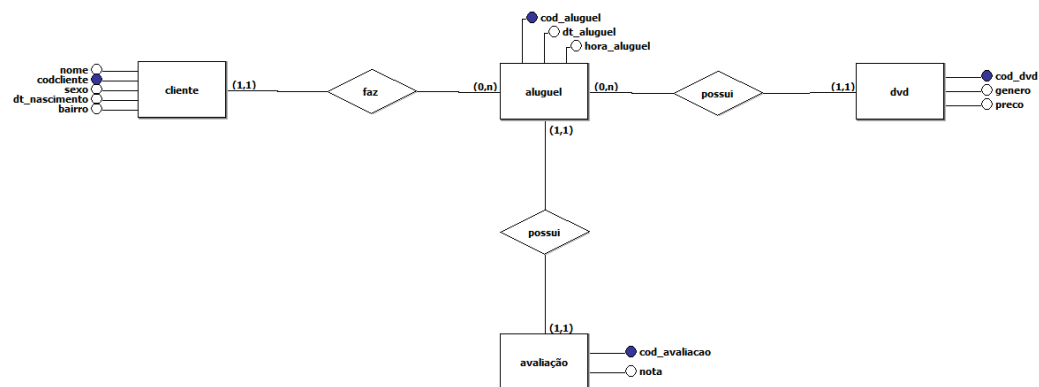 cod_aluguel
dt_aluguel
hora_aluguel
nome
codcliente
sexo
dt_nascimento
bairro
cliente
(1,1)
faz
(0,n)
aluguel
(0,n)
possui
(1,1)
dvd
cod_dvd
genero
preco
(1,1)
possui
(1,1)
avaliação
cod_avaliacao
nota